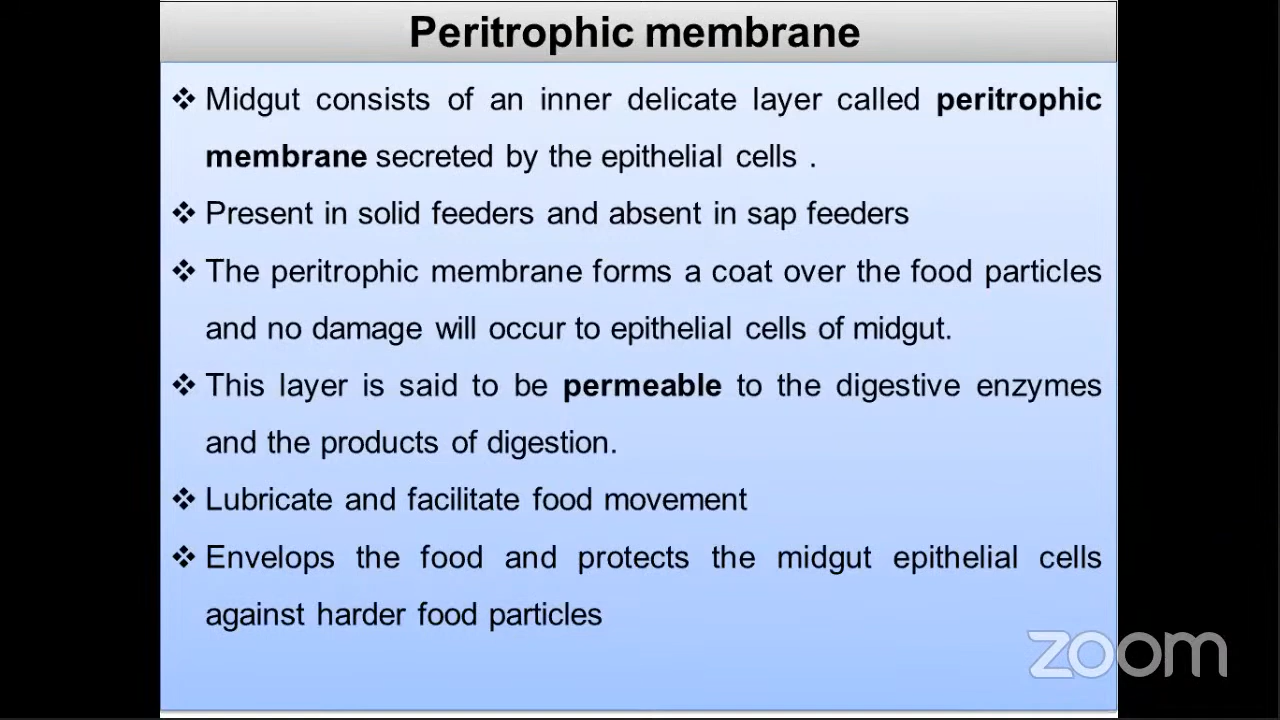 Peritrophic membrane
❖ Midgut consists of an inner delicate layer called peritrophic
membrane secreted by the epithelial cells .
❖ Present in solid feeders and absent in sap feeders
❖ The peritrophic membrane forms a coat over the food particles
and no damage will occur to epithelial cells of midgut.
❖ This layer is said to be permeable to the digestive enzymes
and the products of digestion.
❖ Lubricate and facilitate food movement
❖ Envelops the food and protects the midgut epithelial cells
against harder food particles
zoom